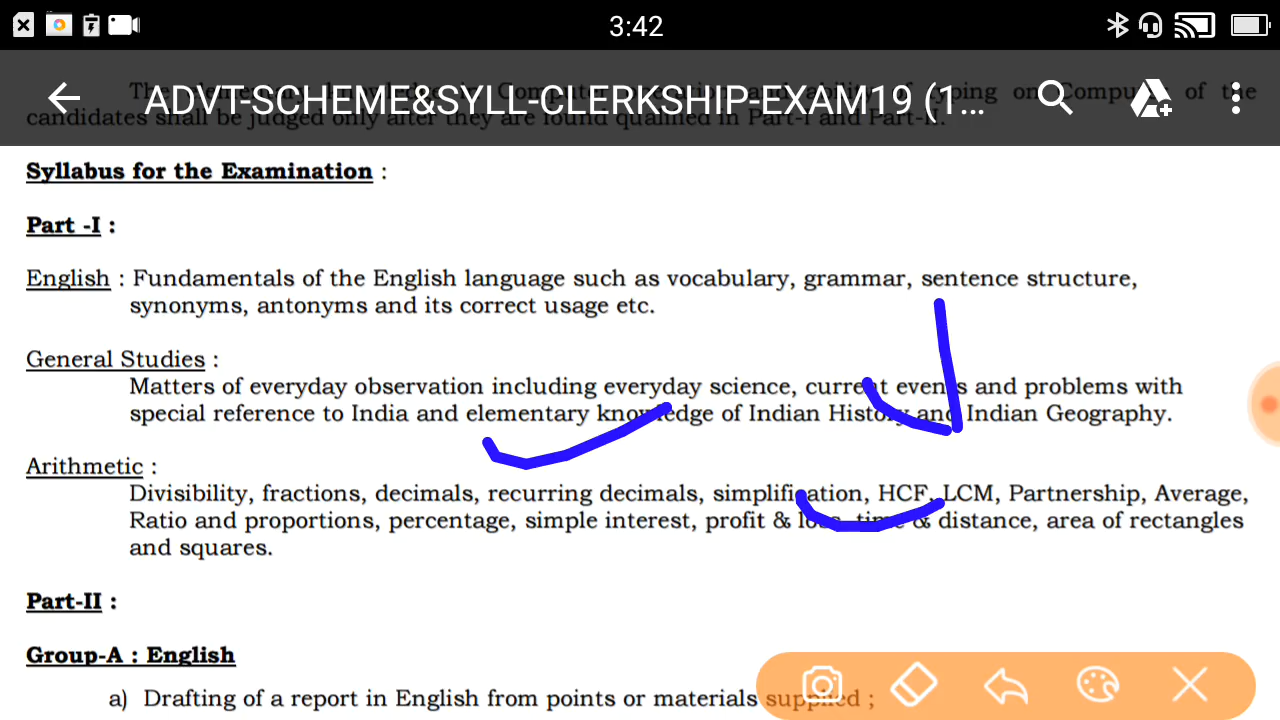 3:42
ADVT-SCHEME&SYLL-CLERKSHIP-EXAM19 (1...
candidates shall be judged only after they are found qualified in Part-I and Part-II.
Syllabus for the Examination :
Part -I :
English : Fundamentals of the English language such as vocabulary, grammar, sentence structure,
synonyms, antonyms and its correct usage etc.
General Studies :
Matters of everyday observation including everyday science, current events and problems with
special reference to India and elementary knowledge of Indian History and Indian Geography.
Arithmetic :
Divisibility, fractions, decimals, recurring decimals, simplification, HCF, LCM, Partnership, Average,
Ratio and proportions, percentage, simple interest, profit & loss, time & distance, area of rectangles
and squares.
Part-II :
Group-A : English
a) Drafting of a report in English from points or materials supplied ;